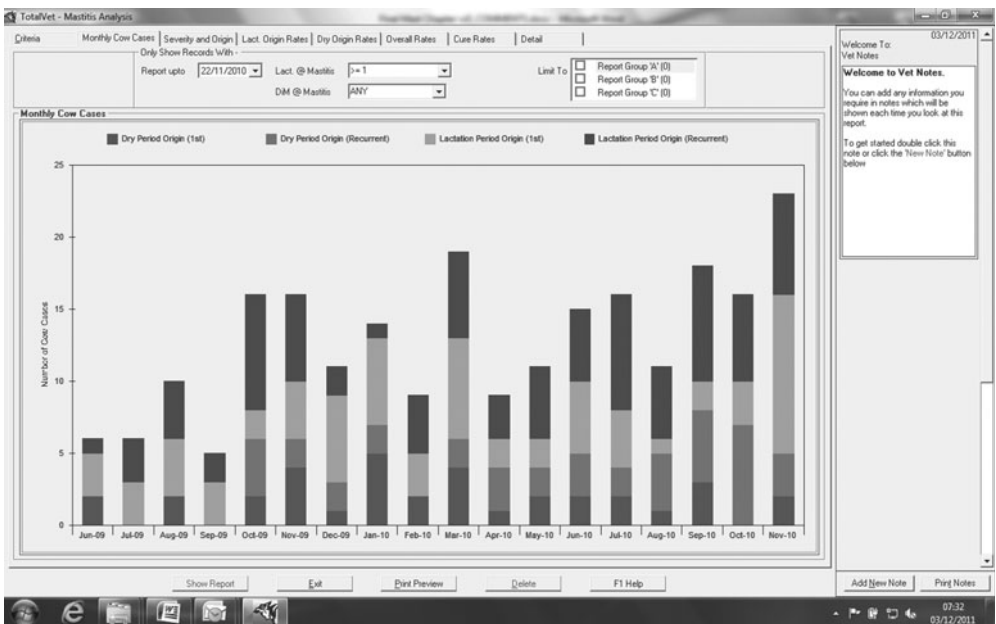 TotalVet - Mastitis Analysis
Criteria Monthly Cow Cases Severity and Origin Lact. Origin Rates Dry Origin Rates Overall Rates Cure Rates Detail
Only Show Records With -
Report upto 22/11/2010 Lact. @ Mastitis >= 1 Limit To Report Group 'A' (0)
Report Group 'B' (0)
DiM @ Mastitis ANY Report Group 'C' (0)
Monthly Cow Cases
Dry Period Origin (1st) Dry Period Origin (Recurrent) Lactation Period Origin (1st) Lactation Period Origin (Recurrent)
Number of Cow Cases
25
20
15
10
5
0
Jun-09 Jul-09 Aug-09 Sep-09 Oct-09 Nov-09 Dec-09 Jan-10 Feb-10 Mar-10 Apr-10 May-10 Jun-10 Jul-10 Aug-10 Sep-10 Oct-10 Nov-10
Show Report Exit Print Preview Delete F1 Help
03/12/2011
Welcome To:
Vet Notes
Welcome to Vet Notes.
You can add any information you
require in notes which will be
shown each time you look at this
report.
To get started double click this
note or click the 'New Note' button
below
Add New Note Print Notes
07:32
03/12/2011